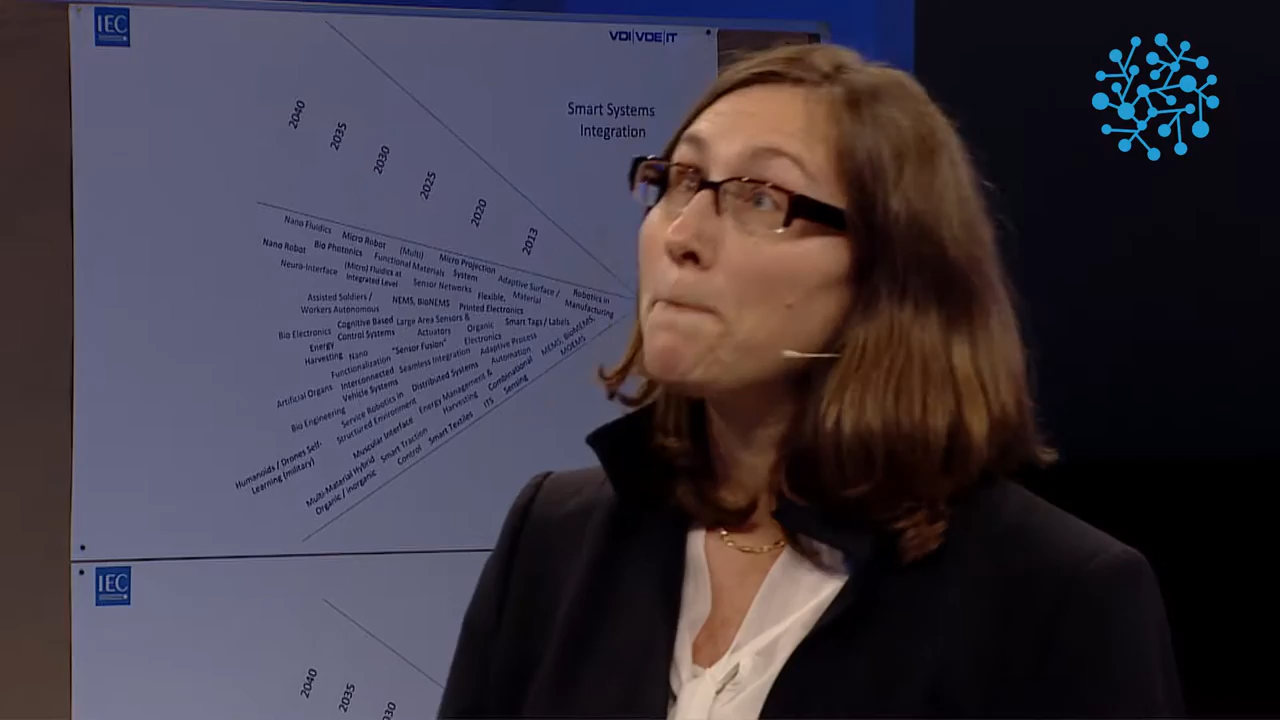 IEC
VDI|VDE|IT
Smart Systems
Integration
2040
2035
2030
2025
2020
2013
Nano Fluidics
Micro Robot
(Multi)
Functional Materials
Micro Projection
System
Adaptive Surface /
Material
Robotics in
Manufacturing
Nano Robot
Bio Photonics
Neuro-Interface
(Micro) Fluidics at
Integrated Level
Sensor Networks
Flexible,
Printed Electronics
Assisted Soldiers /
Workers Autonomous
NEMS, BioNEMS
Smart Tags / Labels
MEMS, BioMEMS,
MOEMS
Bio Electronics
Cognitive Based
Control Systems
Large Area Sensors &
Actuators
Organic
Electronics
Energy
Harvesting
Nano
Functionalization
"Sensor Fusion"
Seamless Integration
Adaptive Process
Automation
Artificial Organs
Interconnected
Vehicle Systems
Distributed Systems
Combinational
Sensing
Bio Engineering
Service Robotics in
Structured Environment
Energy Management &
Harvesting
ITS
Humanoids / Drones Self-
Learning (military)
Muscular Interface
Smart Textiles
Multi-Material Hybrid
Organic / Inorganic
Smart Traction
Control
IEC
2040
2035